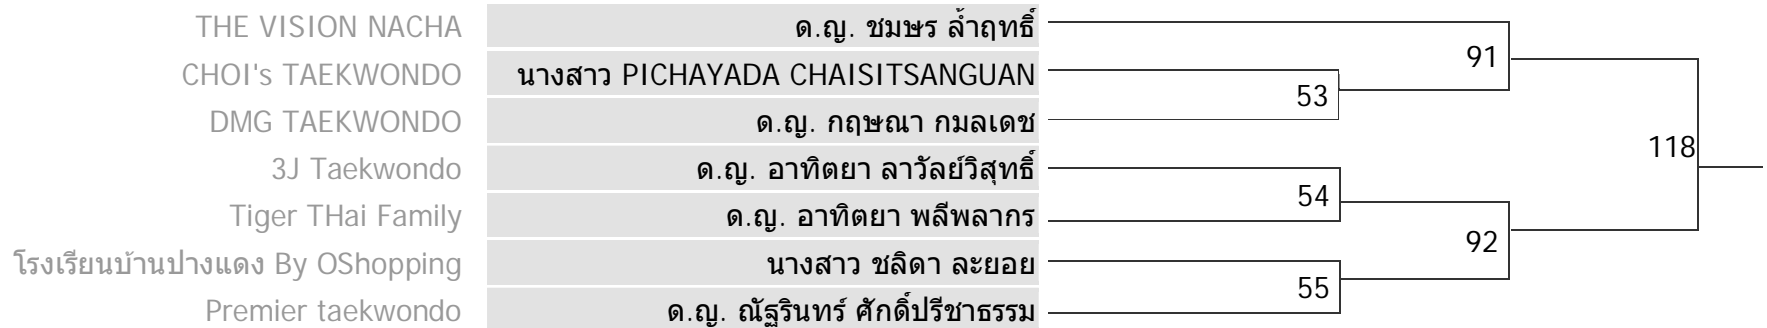 THE VISION NACHA ด.ญ. ชมษร ล้ำฤทธิ์
91
CHOI's TAEKWONDO นางสาว PICHAYADA CHAISITSANGUAN
53
DMG TAEKWONDO ด.ญ. กฤษณา กมลเดช
118
3J Taekwondo ด.ญ. อาทิตยา ลาวัลย์วิสุทธิ์
54
Tiger THai Family ด.ญ. อาทิตยา พลีพลากร
92
โรงเรียนบ้านปางแดง By OShopping นางสาว ชลิดา ละยอย
55
Premier taekwondo ด.ญ. ณัฐรินทร์ ศักดิ์ปรีชาธรรม